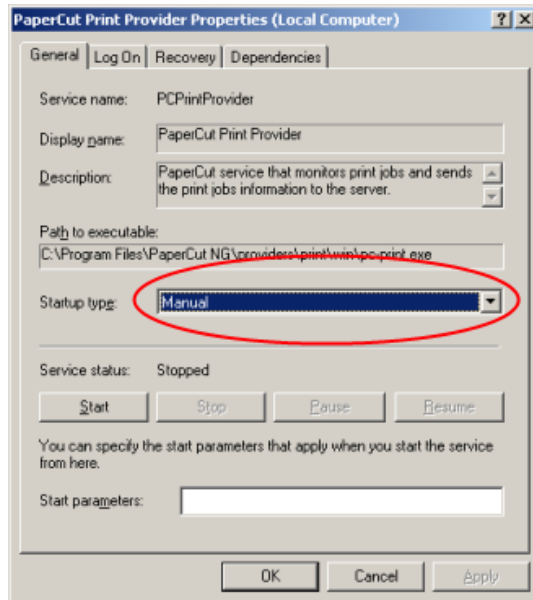 PaperCut Print Provider Properties (Local Computer)
General Log On Recovery Dependencies
Service name: PCPrintProvider
Display name: PaperCut Print Provider
Description: PaperCut service that monitors print jobs and sends
the print jobs information to the server.
Path to executable:
C:\Program Files\PaperCut NG\providers\print\win\pc-print.exe
Startup type: Manual
Service status: Stopped
Start Stop Pause Resume
You can specify the start parameters that apply when you start the service
from here.
Start parameters:
OK Cancel Apply